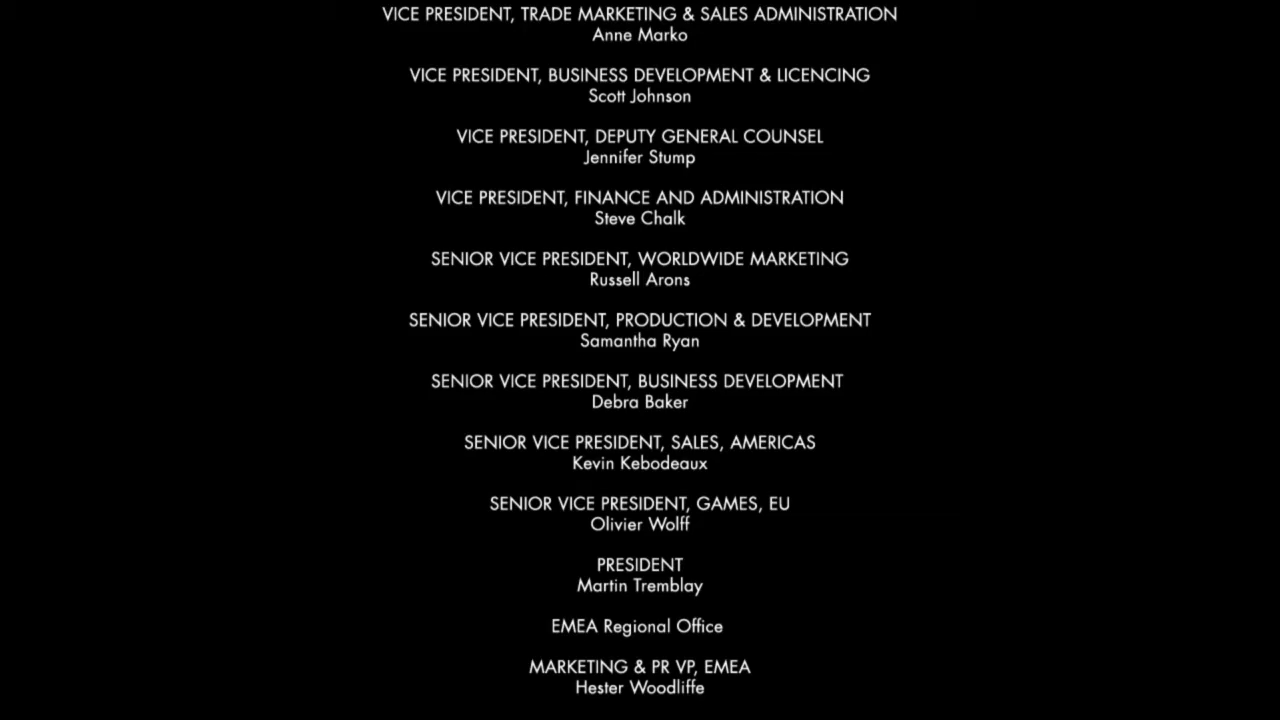 VICE PRESIDENT, TRADE MARKETING & SALES ADMINISTRATION
Anne Marko
VICE PRESIDENT, BUSINESS DEVELOPMENT & LICENCING
Scott Johnson
VICE PRESIDENT, DEPUTY GENERAL COUNSEL
Jennifer Stump
VICE PRESIDENT, FINANCE AND ADMINISTRATION
Steve Chalk
SENIOR VICE PRESIDENT, WORLDWIDE MARKETING
Russell Arons
SENIOR VICE PRESIDENT, PRODUCTION & DEVELOPMENT
Samantha Ryan
SENIOR VICE PRESIDENT, BUSINESS DEVELOPMENT
Debra Baker
SENIOR VICE PRESIDENT, SALES, AMERICAS
Kevin Kebodeaux
SENIOR VICE PRESIDENT, GAMES, EU
Olivier Wolff
PRESIDENT
Martin Tremblay
EMEA Regional Office
MARKETING & PR VP, EMEA
Hester Woodliffe